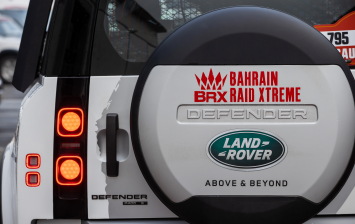 795
BAHRAIN
BRX RAID XTREME
DEFENDER
LAND ROVER
ABOVE & BEYOND
DEFENDER